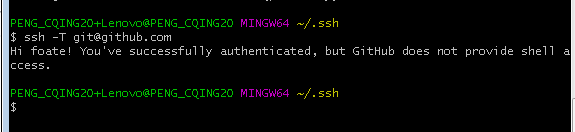 PENG_CQING20+Lenovo@PENG_CQING20 MINGW64 ~/.ssh
$ ssh -T git@github.com
Hi foate! You've successfully authenticated, but GitHub does not provide shell a
ccess.
PENG_CQING20+Lenovo@PENG_CQING20 MINGW64 ~/.ssh
$